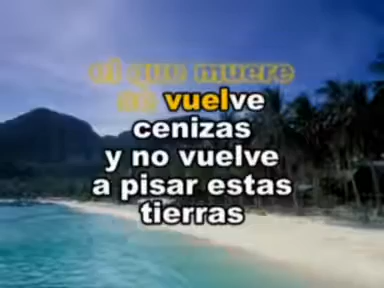 el que muere
se vuelve
cenizas
y no vuelve
a pisar estas
tierras